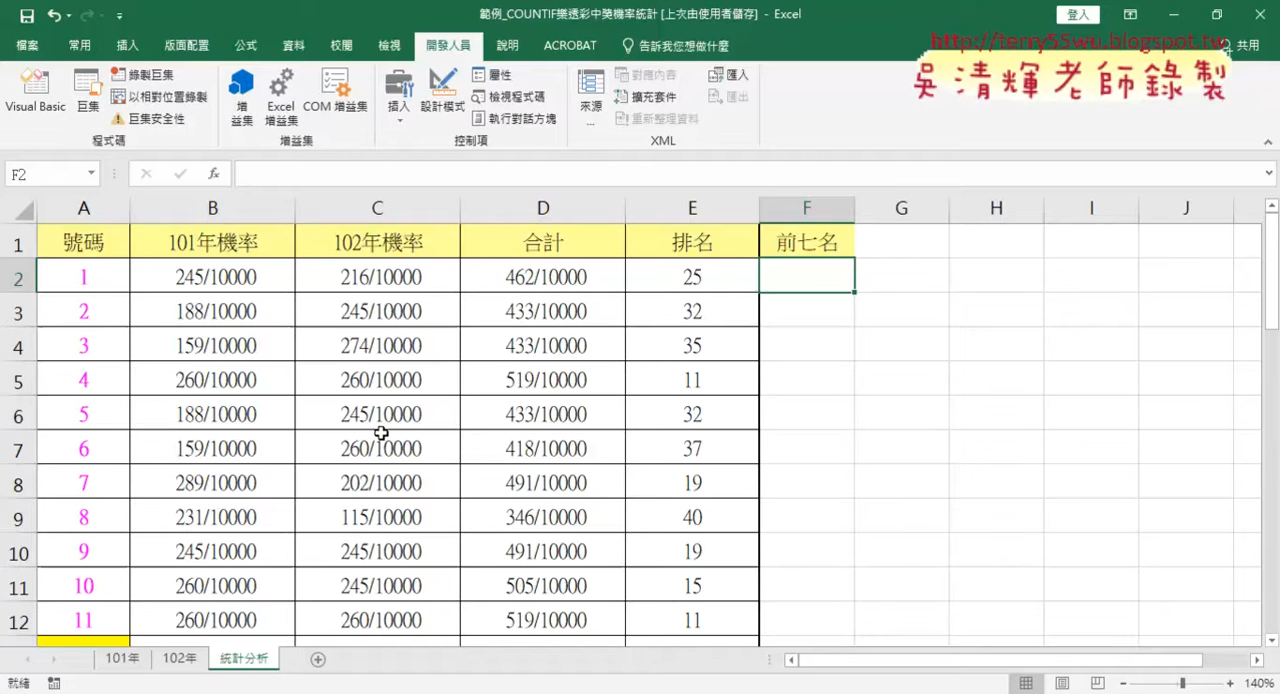 範例_COUNTIF樂透彩中獎機率統計 [上次由使用者儲存] - Excel
登入
檔案 常用 插入 版面配置 公式 資料 校閱 檢視 開發人員 說明 ACROBAT 告訴我您想做什麼 共用
http://terry55wu.blogspot.tw
吳清輝老師錄製
Visual Basic 巨集 錄製巨集 以相對位置錄製 巨集安全性
程式碼
增益集 Excel 增益集 COM 增益集
增益集
插入 設計模式 屬性 檢視程式碼 執行對話方塊
控制項
來源 ... 對應內容 擴充套件 重新整理資料 匯入 匯出
XML
F2 fx
A B C D E F G H I J
1 號碼 101年機率 102年機率 合計 排名 前七名
2 1 245/10000 216/10000 462/10000 25
3 2 188/10000 245/10000 433/10000 32
4 3 159/10000 274/10000 433/10000 35
5 4 260/10000 260/10000 519/10000 11
6 5 188/10000 245/10000 433/10000 32
7 6 159/10000 260/10000 418/10000 37
8 7 289/10000 202/10000 491/10000 19
9 8 231/10000 115/10000 346/10000 40
10 9 245/10000 245/10000 491/10000 19
11 10 260/10000 245/10000 505/10000 15
12 11 260/10000 260/10000 519/10000 11
101年 102年 統計分析
就緒 140%